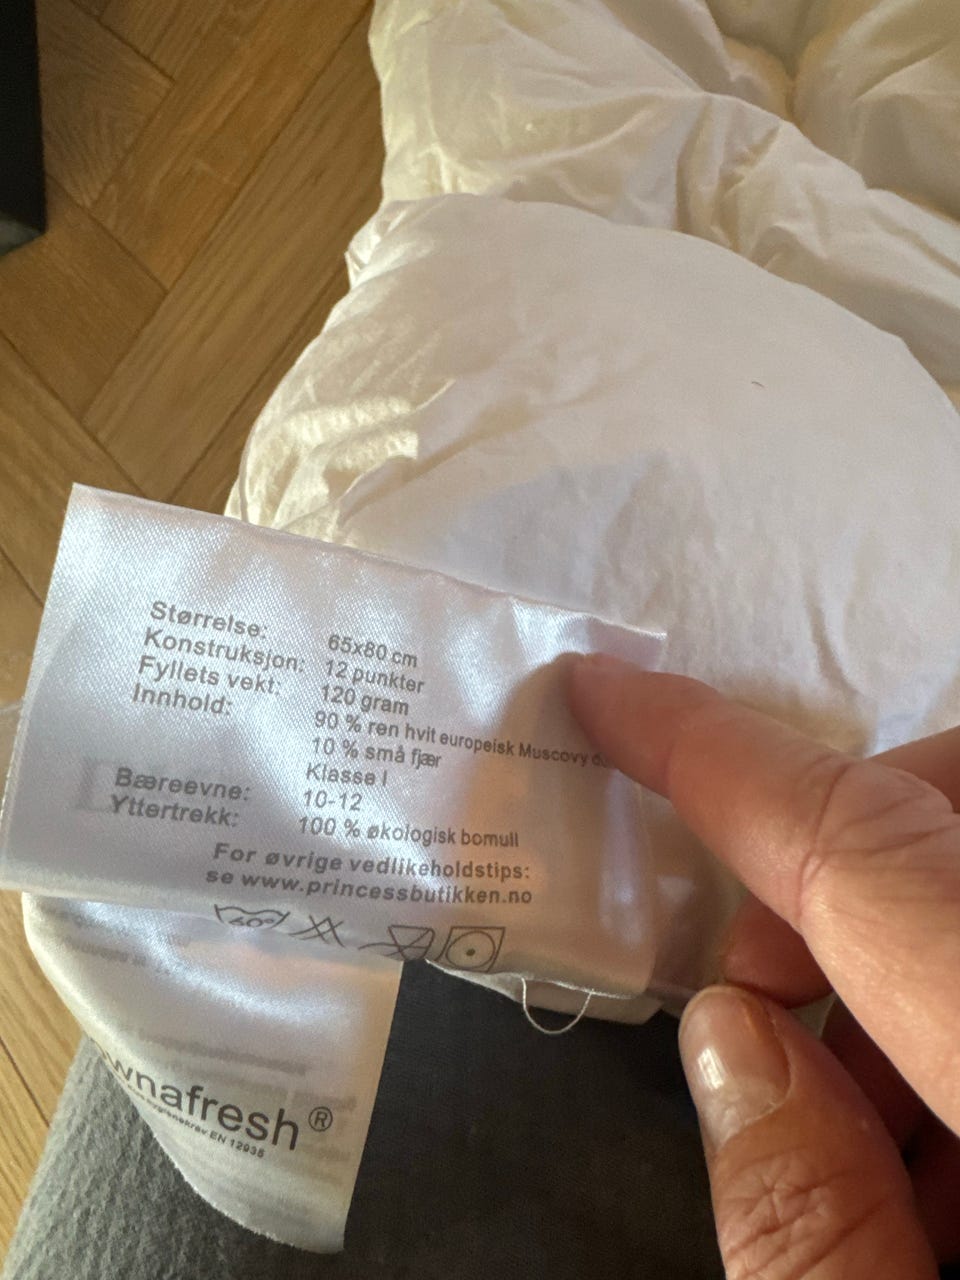 Størrelse: 65x80 cm
Konstruksjon: 12 punkter
Fyllets vekt: 120 gram
Innhold: 90 % ren hvit europeisk Muscovy
10 % små fjær
Klasse I
Bæreevne: 10-12
Yttertrekk: 100 % økologisk bomull
For øvrige vedlikeholdstips:
se www.princessbutikken.no
60°
wnafresh®
EN 12935